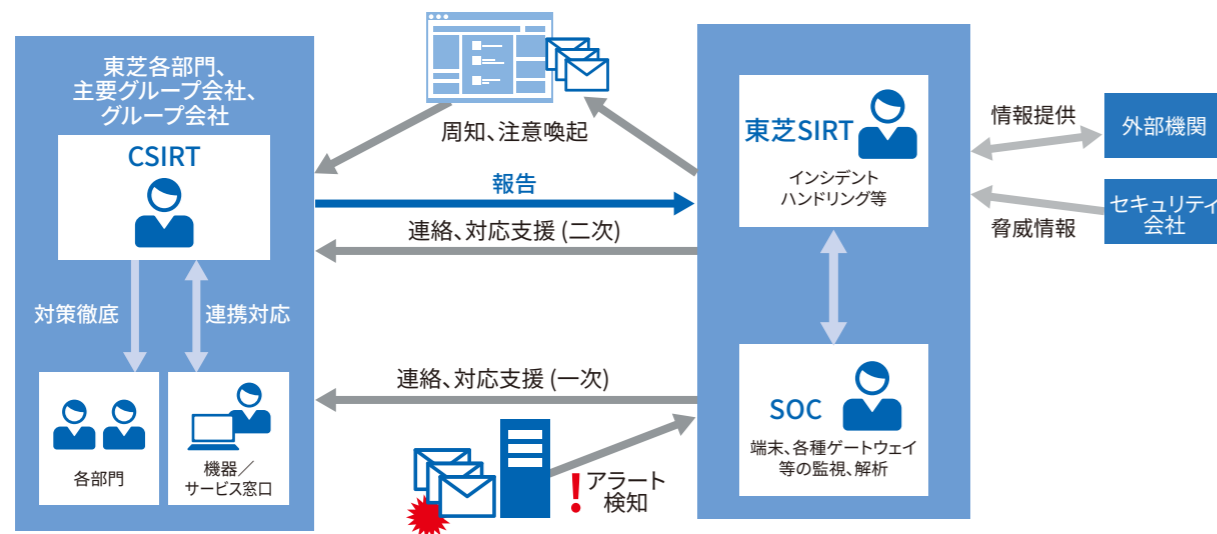 東芝各部門、
主要グループ会社、
グループ会社
CSIRT
対策徹底
連携対応
各部門
機器／
サービス窓口
周知、注意喚起
報告
連絡、対応支援 (二次)
連絡、対応支援 (一次)
!
アラート
検知
東芝SIRT
インシデント
ハンドリング等
SOC
端末、各種ゲートウェイ
等の監視、解析
情報提供
外部機関
脅威情報
セキュリティ
会社